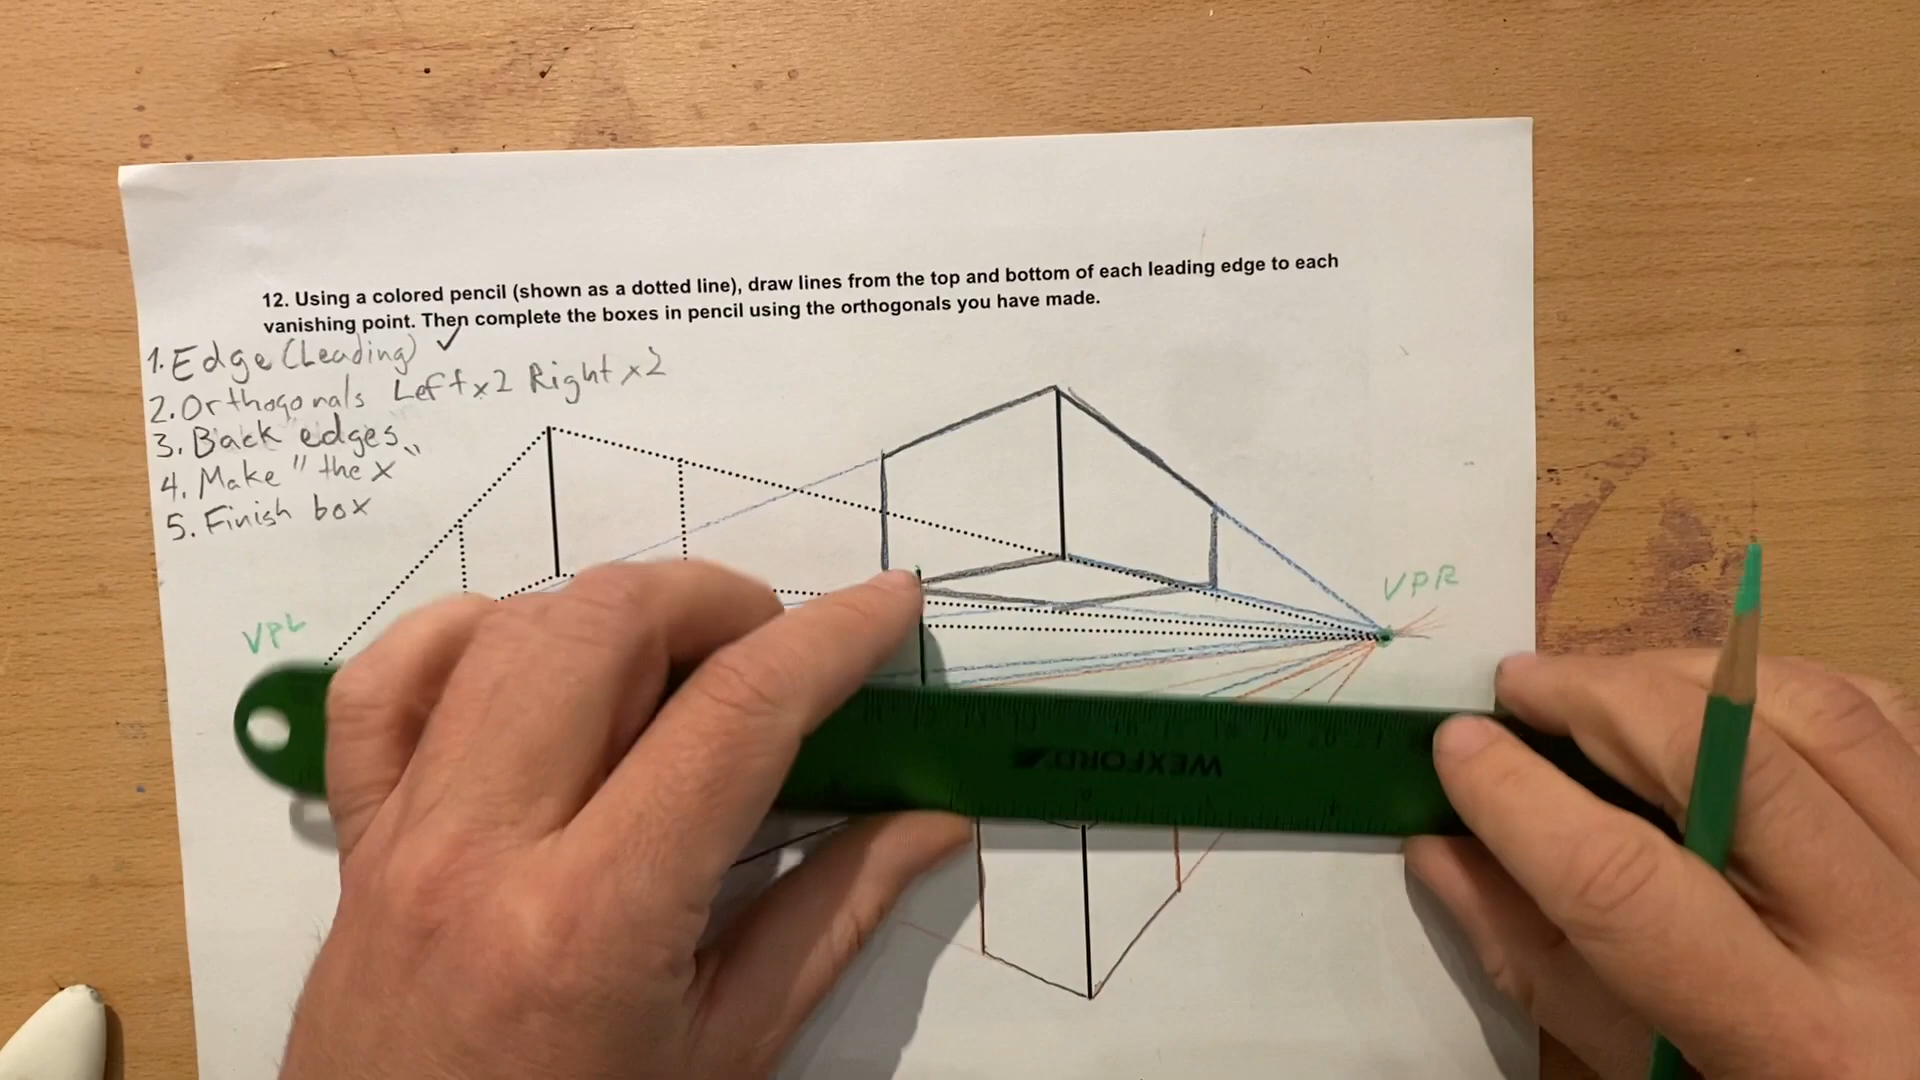 12. Using a colored pencil (shown as a dotted line), draw lines from the top and bottom of each leading edge to each
vanishing point. Then complete the boxes in pencil using the orthogonals you have made.
1. Edge (Leading) ✓
2. Orthogonals Left x2 Right x2
3. Back edges
4. Make "the x"
5. Finish box
VPL
VPR
WEXFORD